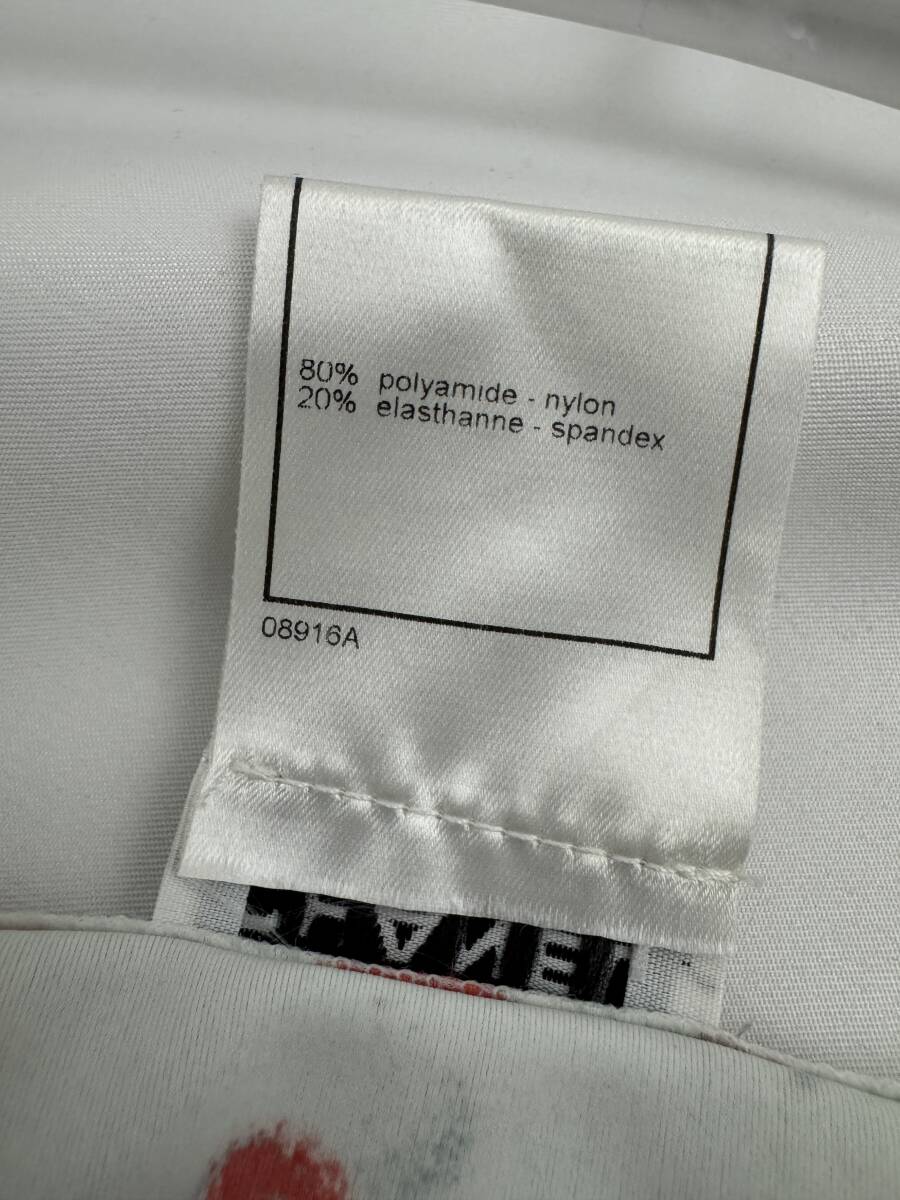 80% polyamide - nylon
20% elasthanne - spandex
08916A